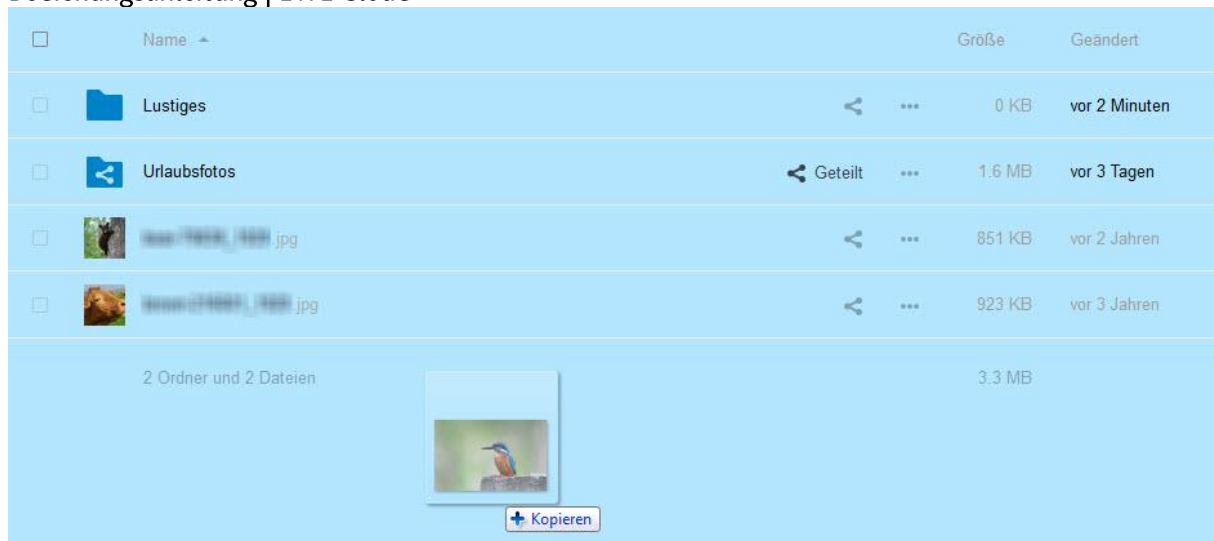 Name
Größe
Geändert
Lustiges
0 KB
vor 2 Minuten
Urlaubsfotos
Geteilt
1.6 MB
vor 3 Tagen
.jpg
851 KB
vor 2 Jahren
.jpg
923 KB
vor 3 Jahren
2 Ordner und 2 Dateien
3.3 MB
Kopieren